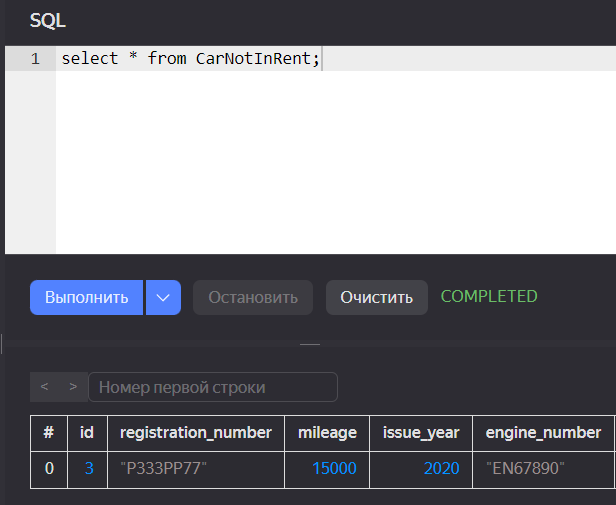 SQL
1 select * from CarNotInRent;
Выполнить Остановить Очистить COMPLETED
< > Номер первой строки
# id registration_number mileage issue_year engine_number
0 3 "P333PP77" 15000 2020 "EN67890"